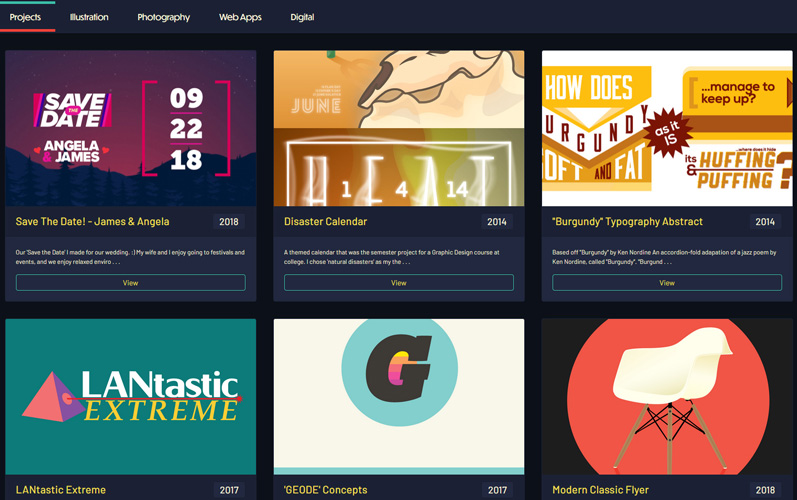 Projects
Illustration
Photography
Web Apps
Digital
SAVE
THE
DATE
ANGELA
& JAMES
09
22
18
JUNE
HEAT
1 4 14
HOW DOES
BURGUNDY
SOFT AND FAT
...manage to
keep up?
as it
IS
...where does it hide
its
&
HUFFING
PUFFING
?
Save The Date! - James & Angela
2018
Disaster Calendar
2014
"Burgundy" Typography Abstract
2014
Our 'Save the Date' I made for our wedding. :) My wife and I enjoy going to festivals and
events, and we enjoy relaxed enviro . . .
A themed calendar that was the semester project for a Graphic Design course at
college. I chose 'natural disasters' as my the . . .
Based off "Burgundy" by Ken Nordine An accordion-fold adapation of a jazz poem by
Ken Nordine, called "Burgundy". "Burgund . . .
View
View
View
LANtastic
EXTREME
G
LANtastic Extreme
2017
'GEODE' Concepts
2017
Modern Classic Flyer
2018